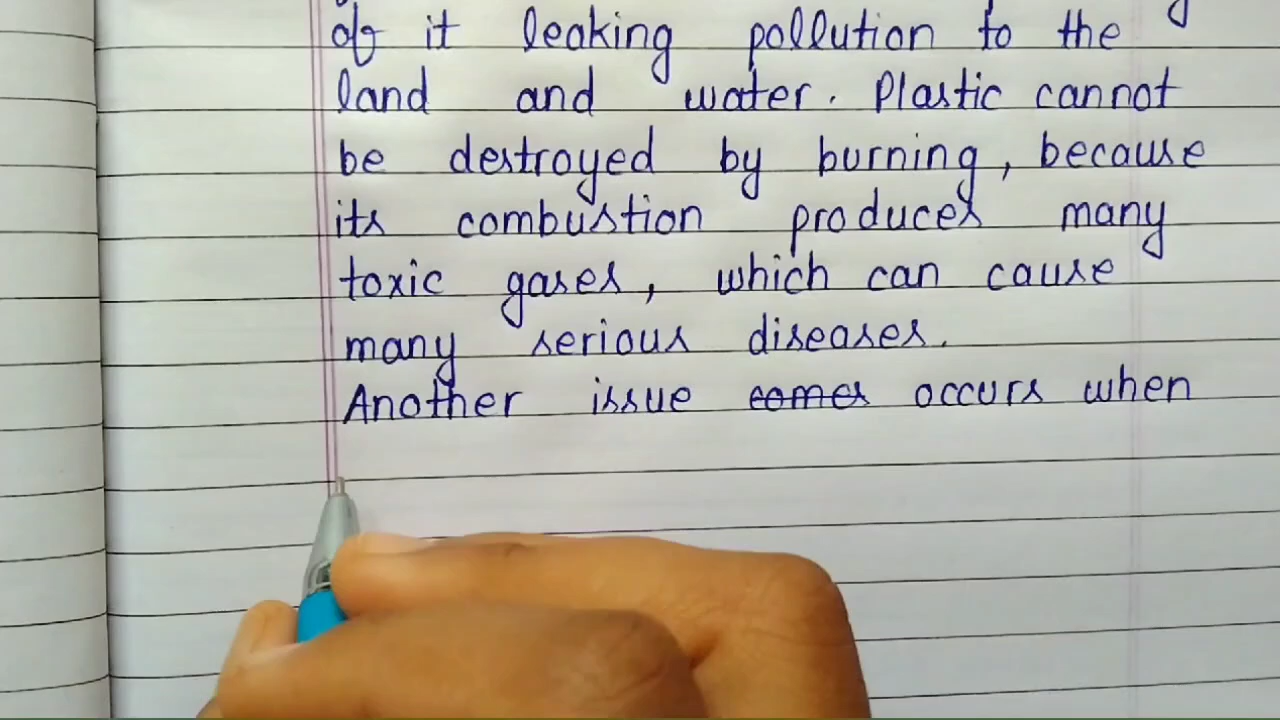 of it leaking pollution to the
land and water. Plastic cannot
be destroyed by burning, because
its combustion produces many
toxic gases, which can cause
many serious diseases.
Another issue comes occurs when